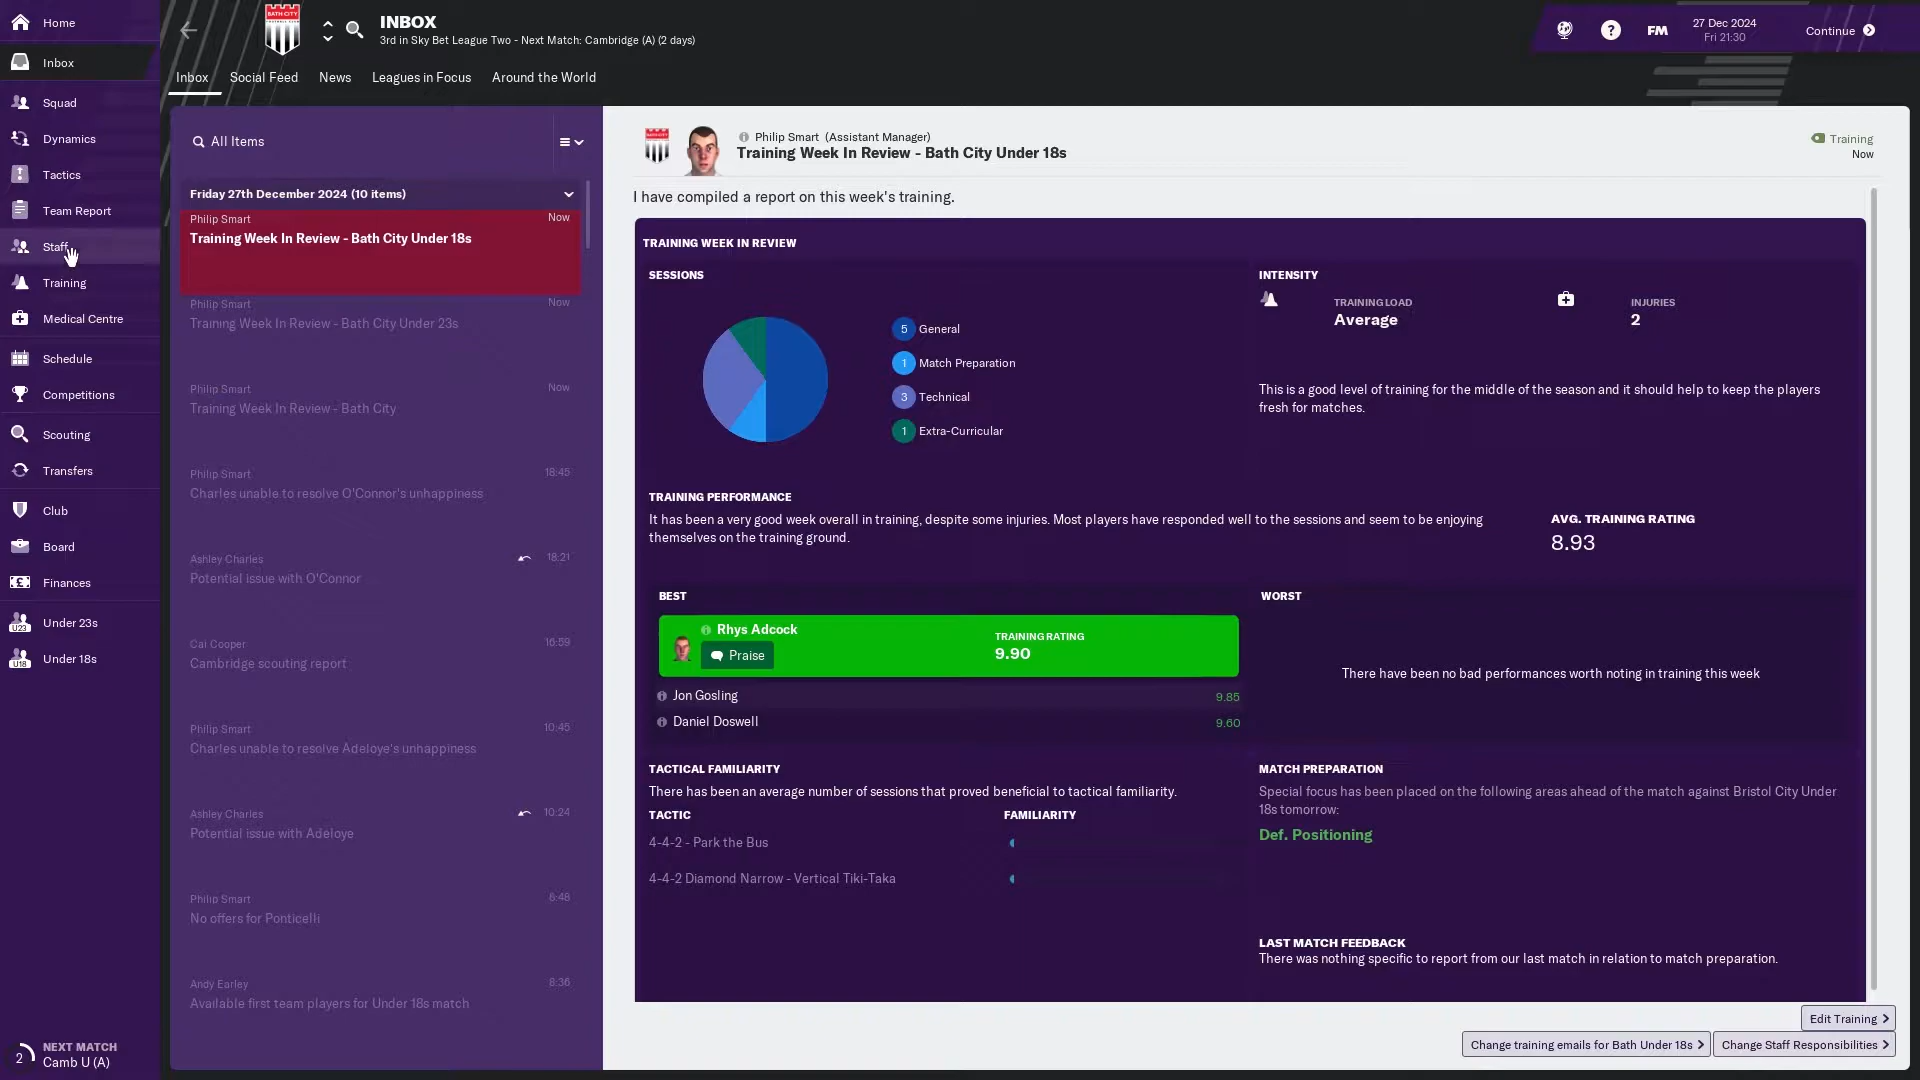 Home
Inbox
Squad
Dynamics
Tactics
Team Report
Staff
Training
Medical Centre
Schedule
Competitions
Scouting
Transfers
Club
Board
Finances
U23
Under 23s
U18
Under 18s
2
NEXT MATCH
Camb U (A)
BATH CITY
INBOX
3rd in Sky Bet League Two - Next Match: Cambridge (A) (2 days)
?
FM
27 Dec 2024
Fri 21:30
Continue
Inbox Social Feed News Leagues in Focus Around the World
All Items
Friday 27th December 2024 (10 items)
Philip Smart Now
Training Week In Review - Bath City Under 18s
Philip Smart Now
Training Week In Review - Bath City Under 23s
Philip Smart Now
Training Week In Review - Bath City
Philip Smart 18:45
Charles unable to resolve O'Connor's unhappiness
Ashley Charles 18:21
Potential issue with O'Connor
Cai Cooper 16:59
Cambridge scouting report
Philip Smart 10:45
Charles unable to resolve Adeloye's unhappiness
Ashley Charles 10:24
Potential issue with Adeloye
Philip Smart 8:48
No offers for Ponticelli
Andy Earley 8:36
Available first team players for Under 18s match
Philip Smart (Assistant Manager)
Training Week In Review - Bath City Under 18s
Training
Now
I have compiled a report on this week's training.
TRAINING WEEK IN REVIEW
SESSIONS
5 General
1 Match Preparation
3 Technical
1 Extra-Curricular
INTENSITY
TRAINING LOAD
Average
INJURIES
2
This is a good level of training for the middle of the season and it should help to keep the players
fresh for matches.
TRAINING PERFORMANCE
It has been a very good week overall in training, despite some injuries. Most players have responded well to the sessions and seem to be enjoying
themselves on the training ground.
AVG. TRAINING RATING
8.93
BEST
Rhys Adcock
Praise
TRAINING RATING
9.90
Jon Gosling 9.85
Daniel Doswell 9.60
WORST
There have been no bad performances worth noting in training this week
TACTICAL FAMILIARITY
There has been an average number of sessions that proved beneficial to tactical familiarity.
TACTIC FAMILIARITY
4-4-2 - Park the Bus
4-4-2 Diamond Narrow - Vertical Tiki-Taka
MATCH PREPARATION
Special focus has been placed on the following areas ahead of the match against Bristol City Under
18s tomorrow:
Def. Positioning
LAST MATCH FEEDBACK
There was nothing specific to report from our last match in relation to match preparation.
Edit Training
Change training emails for Bath Under 18s
Change Staff Responsibilities